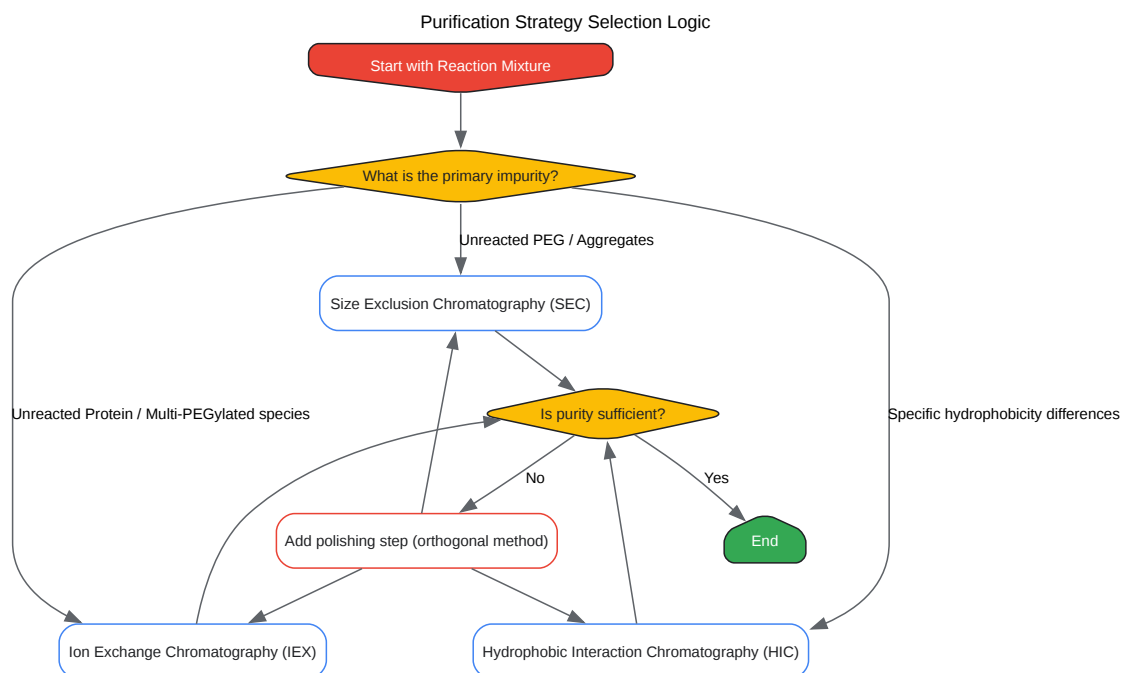 Purification Strategy Selection Logic
Start with Reaction Mixture
What is the primary impurity?
Unreacted PEG / Aggregates
Size Exclusion Chromatography (SEC)
Unreacted Protein / Multi-PEGylated species
Is purity sufficient?
Specific hydrophobicity differences
No
Yes
Add polishing step (orthogonal method)
End
Ion Exchange Chromatography (IEX)
Hydrophobic Interaction Chromatography (HIC)